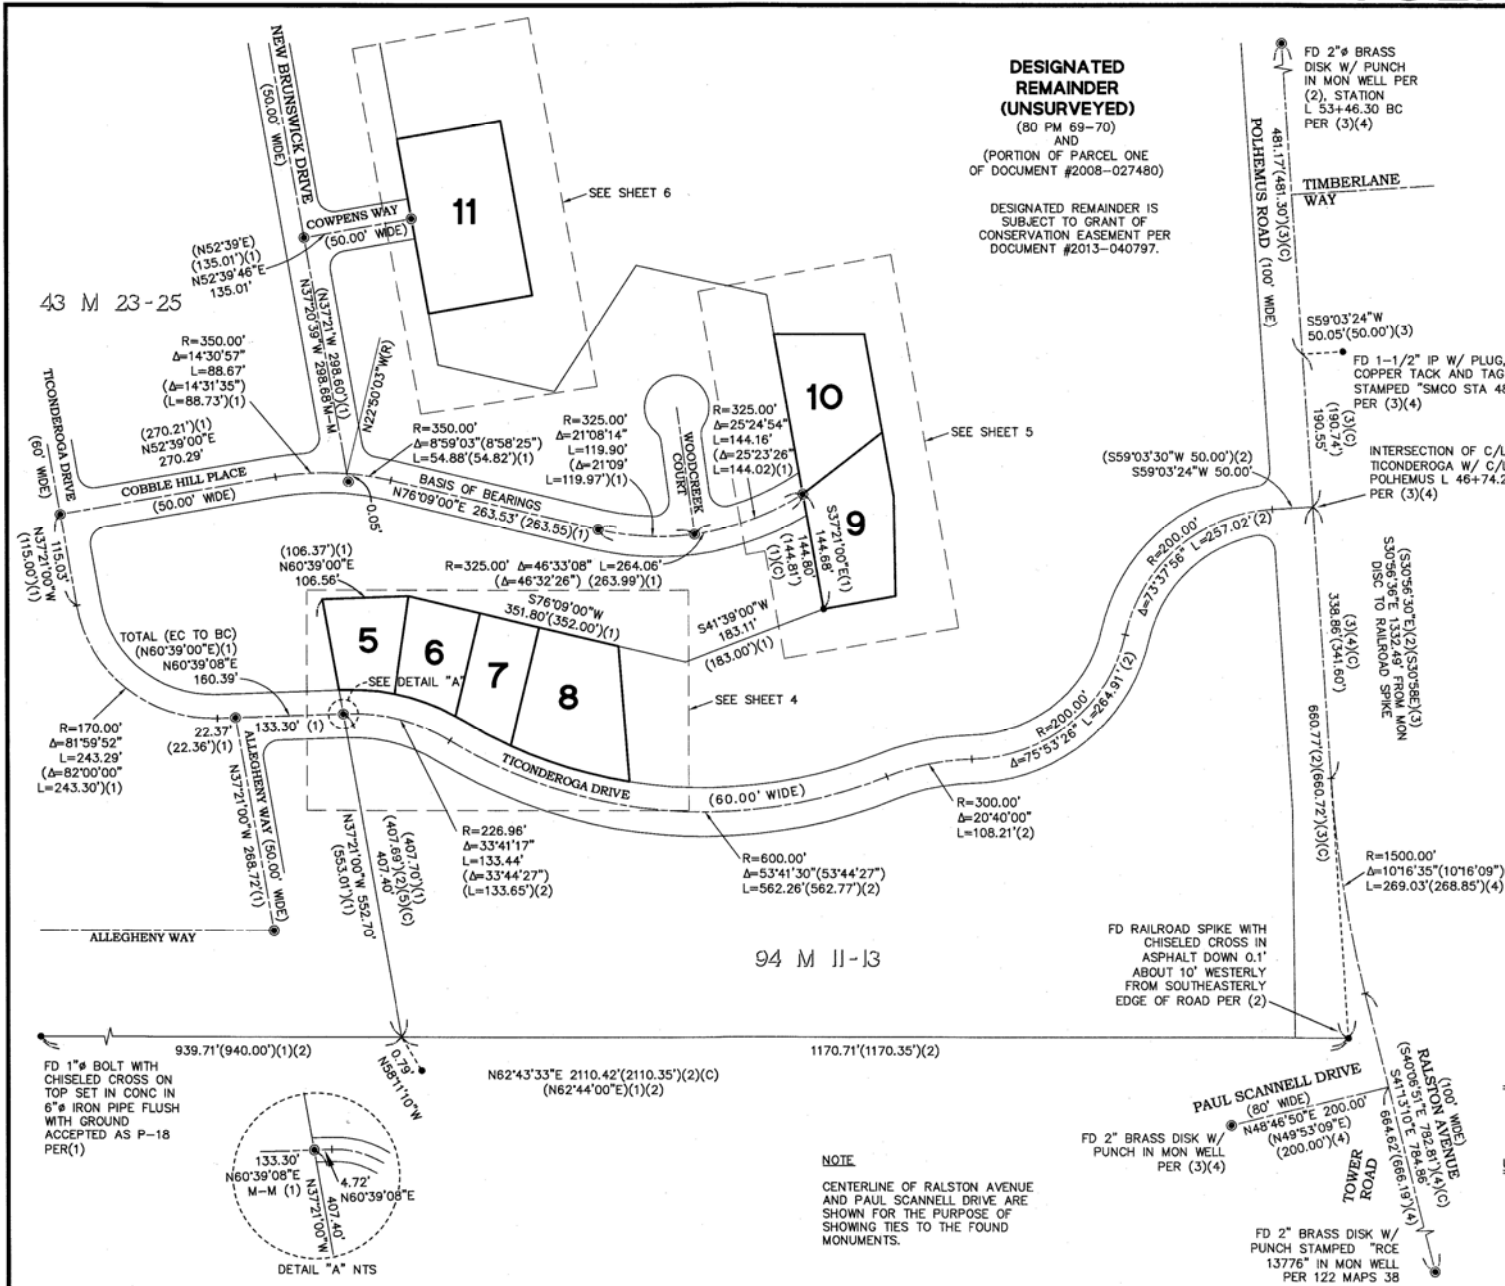 DESIGNATED
REMAINDER
(UNSURVEYED)
(80 PM 69-70)
AND
(PORTION OF PARCEL ONE
OF DOCUMENT #2008-027480)
DESIGNATED REMAINDER IS
SUBJECT TO GRANT OF
CONSERVATION EASEMENT PER
DOCUMENT #2013-040797.
FD 2"ø BRASS
DISK W/ PUNCH
IN MON WELL PER
(2), STATION
L 53+46.30 BC
PER (3)(4)
NEW BRUNSWICK DRIVE
(50.00' WIDE)
11
SEE SHEET 6
COWPENS WAY
(50.00' WIDE)
(N52°39'E)
(135.01')(1)
N52°39'46"E
135.01'
43 M 23-25
(N37°21'W 298.60')(1)
N37°20'39"W 298.68'M-M
POLHEMUS ROAD (100' WIDE)
481.17'(481.30')(3)(C)
TIMBERLANE
WAY
S59°03'24"W
50.05'(50.00')(3)
FD 1-1/2" IP W/ PLUG,
COPPER TACK AND TAG
STAMPED "SMCO STA 48
PER (3)(4)
(3)(C)
(190.74')
190.55'
R=350.00'
Δ=14°30'57"
L=88.67'
(Δ=14°31'35")
(L=88.73')(1)
N22°50'03"W(R)
TICONDEROGA DRIVE
(60' WIDE)
(270.21')(1)
N52°39'00"E
270.29'
COBBLE HILL PLACE
(50.00' WIDE)
R=350.00'
Δ=8°59'03"(8°58'25")
L=54.88'(54.82')(1)
0.05'
BASIS OF BEARINGS
N76°09'00"E 263.53' (263.55)(1)
R=325.00'
Δ=21°08'14"
L=119.90'
(Δ=21°09'
L=119.97')(1)
WOODCREEK
COURT
R=325.00'
Δ=25°24'54"
L=144.16'
(Δ=25°23'26"
L=144.02)(1)
10
SEE SHEET 5
9
(S59°03'30"W 50.00')(2)
S59°03'24"W 50.00'
INTERSECTION OF C/L
TICONDEROGA W/ C/L
POLHEMUS L 46+74.2
PER (3)(4)
115.03'
N37°21'00"W
(115.00')(1)
(106.37')(1)
N60°39'00"E
106.56'
R=325.00' Δ=46°33'08" L=264.06'
(Δ=46°32'26") (263.99')(1)
S37°21'00"E(1)
144.68'
144.80'
(144.81')
(1)(C)
S76°09'00"W
351.80'(352.00')(1)
S41°39'00"W
183.11'
(183.00')(1)
R=200.00'
Δ=73°37'56" L=257.02'(2)
(S30°56'30"E)(2)(S30°58E)(3)
S30°56'36"E 1332.49' FROM MON
DISC TO RAILROAD SPIKE
(3)(4)(C)
338.86'(341.60')
TOTAL (EC TO BC)
(N60°39'00"E)(1)
N60°39'08"E
160.39'
5
6
7
8
SEE DETAIL "A"
SEE SHEET 4
R=170.00'
Δ=81°59'52"
L=243.29'
(Δ=82°00'00"
L=243.30')(1)
22.37'
(22.36')(1)
133.30' (1)
ALLEGHENY WAY (50.00' WIDE)
N37°21'00"W 268.72'(1)
TICONDEROGA DRIVE
(60.00' WIDE)
R=200.00'
Δ=75°53'26" L=264.91'(2)
660.77'(2)(660.72')(3)(C)
(407.70')(1)
(407.69')(2)(5)(C)
407.40'
N37°21'00"W 552.70'
(553.01')(1)
R=226.96'
Δ=33°41'17"
L=133.44'
(Δ=33°44'27")
(L=133.65')(2)
R=300.00'
Δ=20°40'00"
L=108.21'(2)
R=600.00'
Δ=53°41'30"(53°44'27")
L=562.26'(562.77')(2)
R=1500.00'
Δ=10°16'35"(10°16'09")
L=269.03'(268.85')(4)
ALLEGHENY WAY
94 M 11-13
FD RAILROAD SPIKE WITH
CHISELED CROSS IN
ASPHALT DOWN 0.1'
ABOUT 10' WESTERLY
FROM SOUTHEASTERLY
EDGE OF ROAD PER (2)
939.71'(940.00')(1)(2)
1170.71'(1170.35')(2)
0.79'
N58°11'10"W
N62°43'33"E 2110.42'(2110.35')(2)(C)
(N62°44'00"E)(1)(2)
FD 1"ø BOLT WITH
CHISELED CROSS ON
TOP SET IN CONC IN
6"ø IRON PIPE FLUSH
WITH GROUND
ACCEPTED AS P-18
PER(1)
133.30'
N60°39'08"E
M-M (1)
4.72'
N60°39'08"E
407.40'
N37°21'00"W
DETAIL "A" NTS
NOTE
CENTERLINE OF RALSTON AVENUE
AND PAUL SCANNELL DRIVE ARE
SHOWN FOR THE PURPOSE OF
SHOWING TIES TO THE FOUND
MONUMENTS.
PAUL SCANNELL DRIVE
(80' WIDE)
N48°46'50"E 200.00'
(N49°53'09"E)
(200.00')(4)
FD 2" BRASS DISK W/
PUNCH IN MON WELL
PER (3)(4)
TOWER
ROAD
(100' WIDE)
RALSTON AVENUE
(S40°06'51"E 782.81')(4)(C)
S41°13'10"E 784.86'
664.62'(666.19')(4)
FD 2" BRASS DISK W/
PUNCH STAMPED "RCE
13776" IN MON WELL
PER 122 MAPS 38